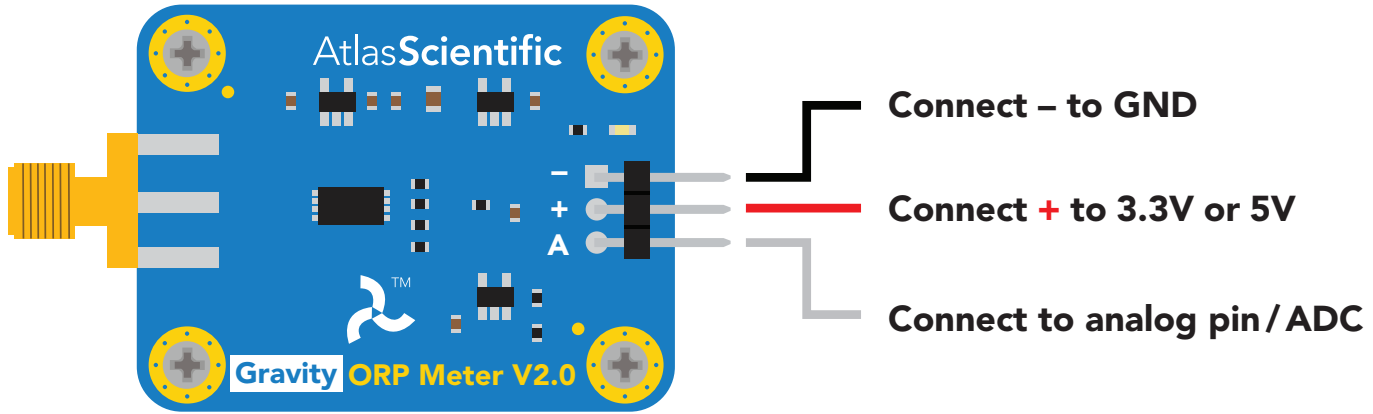 AtlasScientific
Connect – to GND
–
+
Connect + to 3.3V or 5V
A
TM
Connect to analog pin / ADC
Gravity ORP Meter V2.0